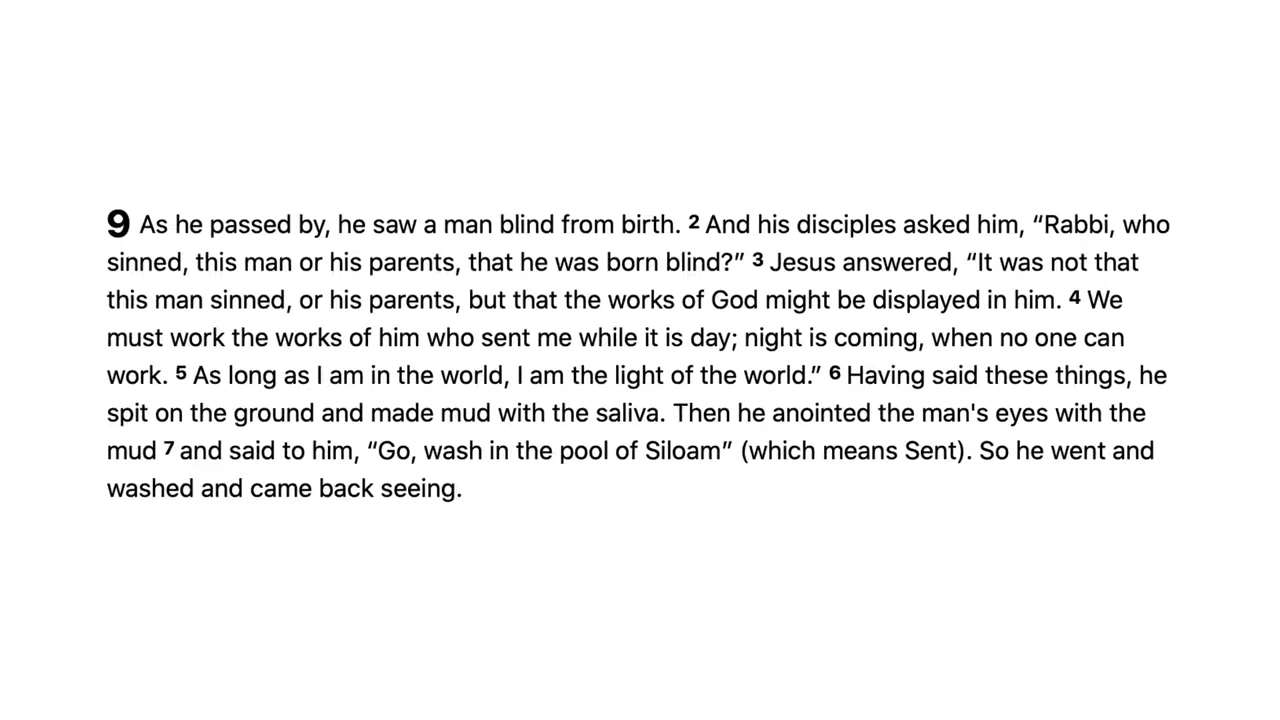 9 As he passed by, he saw a man blind from birth. 2 And his disciples asked him, “Rabbi, who
sinned, this man or his parents, that he was born blind?” 3 Jesus answered, “It was not that
this man sinned, or his parents, but that the works of God might be displayed in him. 4 We
must work the works of him who sent me while it is day; night is coming, when no one can
work. 5 As long as I am in the world, I am the light of the world.” 6 Having said these things, he
spit on the ground and made mud with the saliva. Then he anointed the man's eyes with the
mud 7 and said to him, “Go, wash in the pool of Siloam” (which means Sent). So he went and
washed and came back seeing.